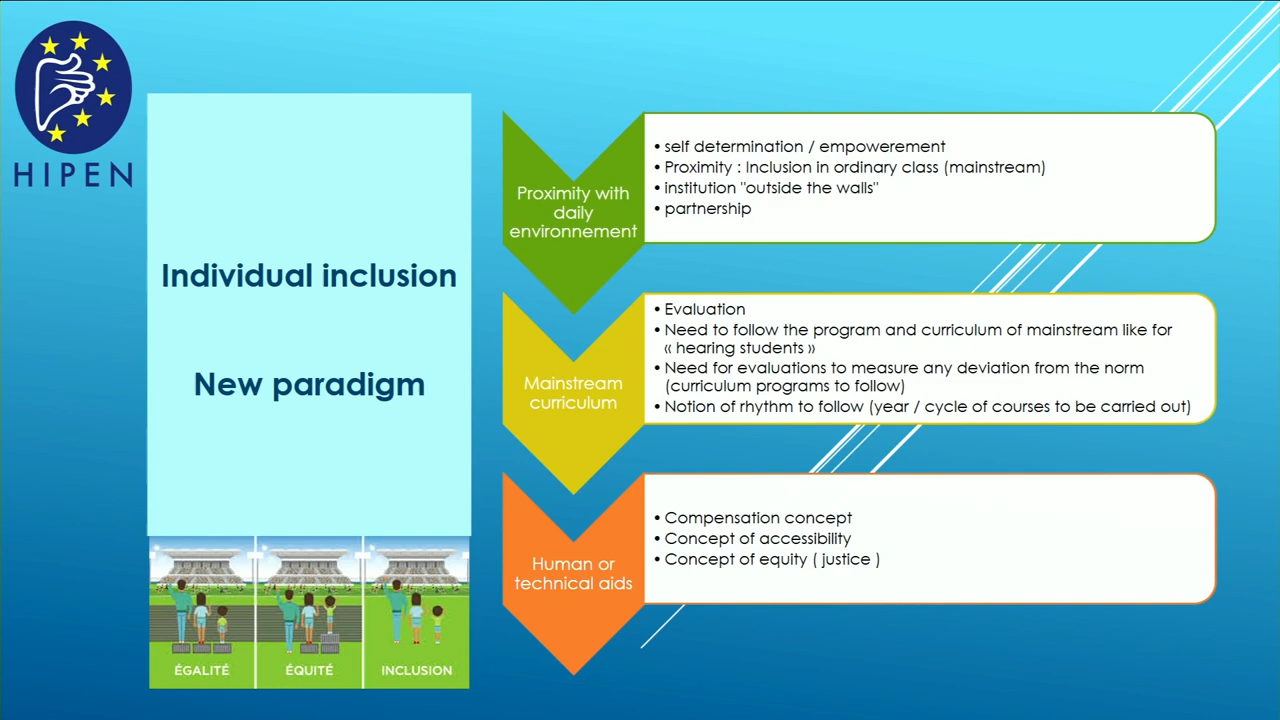 HIPEN
Individual inclusion
New paradigm
ÉGALITÉ
ÉQUITÉ
INCLUSION
Proximity with
daily
environnement
• self determination / empowerement
• Proximity : Inclusion in ordinary class (mainstream)
• institution "outside the walls"
• partnership
Mainstream
curriculum
• Evaluation
• Need to follow the program and curriculum of mainstream like for
« hearing students »
• Need for evaluations to measure any deviation from the norm
(curriculum programs to follow)
• Notion of rhythm to follow (year / cycle of courses to be carried out)
Human or
technical aids
• Compensation concept
• Concept of accessibility
• Concept of equity ( justice )